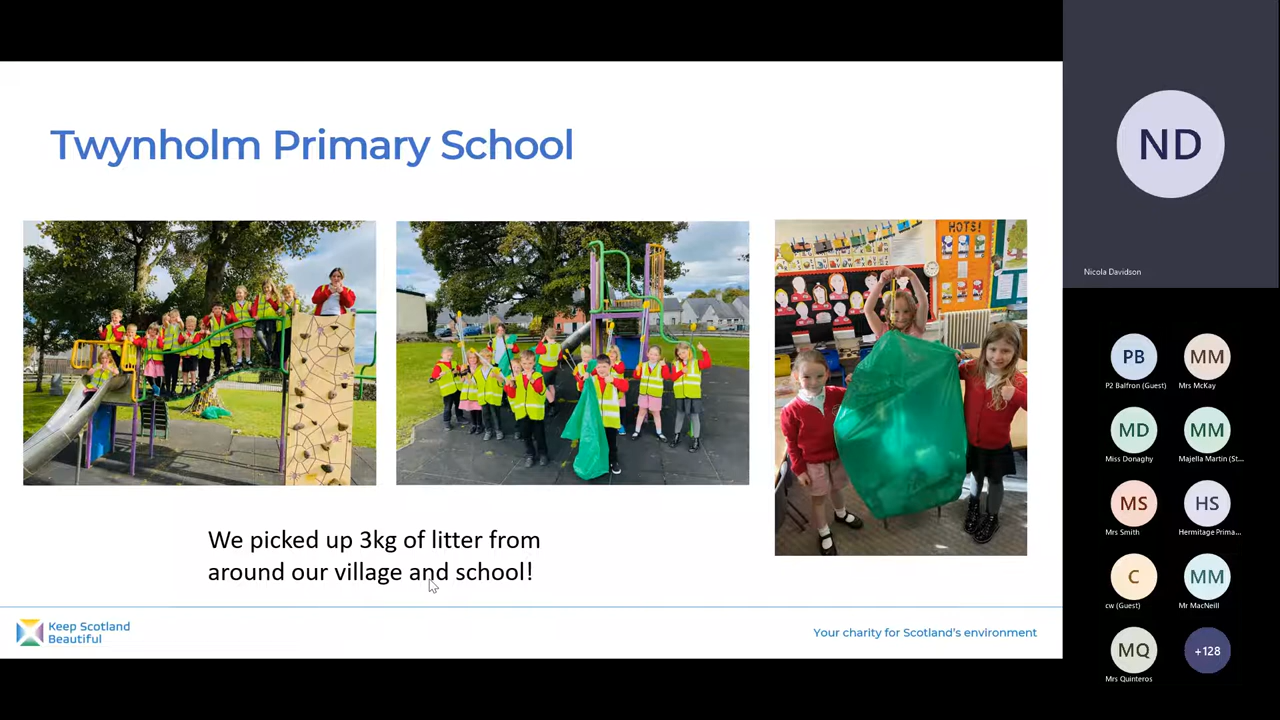 Twynholm Primary School
HOTS!
We picked up 3kg of litter from
around our village and school!
Keep Scotland
Beautiful
Your charity for Scotland's environment
ND
Nicola Davidson
PB
P2 Balfron (Guest)
MM
Mrs McKay
MD
Miss Donaghy
MM
Majella Martin (St...
MS
Mrs Smith
HS
Hermitage Prima...
C
cw (Guest)
MM
Mr MacNeill
MQ
Mrs Quinteros
+128